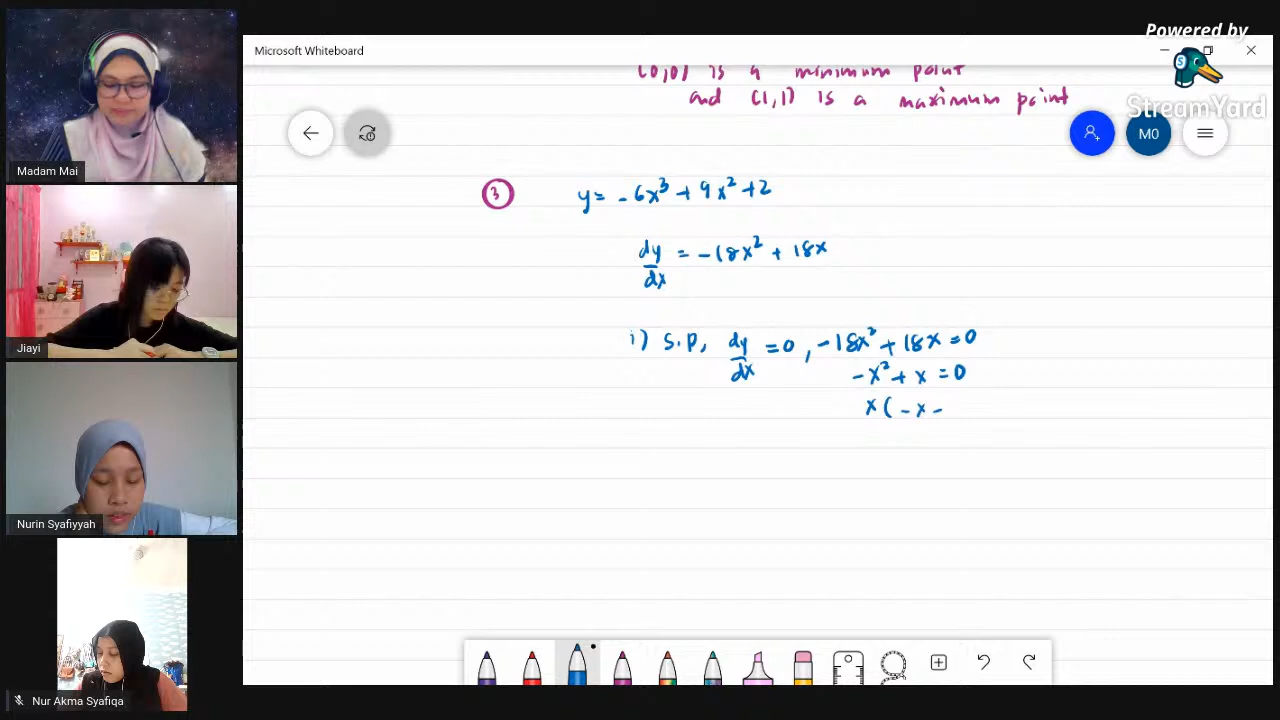 Powered by
StreamYard
Microsoft Whiteboard
(0,0) is a minimum point
and (1,1) is a maximum point
M0
3
y = -6x³ + 9x² + 2
dy/dx = -18x² + 18x
i) S.P, dy/dx = 0, -18x² + 18x = 0
-x² + x = 0
x( -x -
Madam Mai
Jiayi
Nurin Syafiyyah
Nur Akma Syafiqa